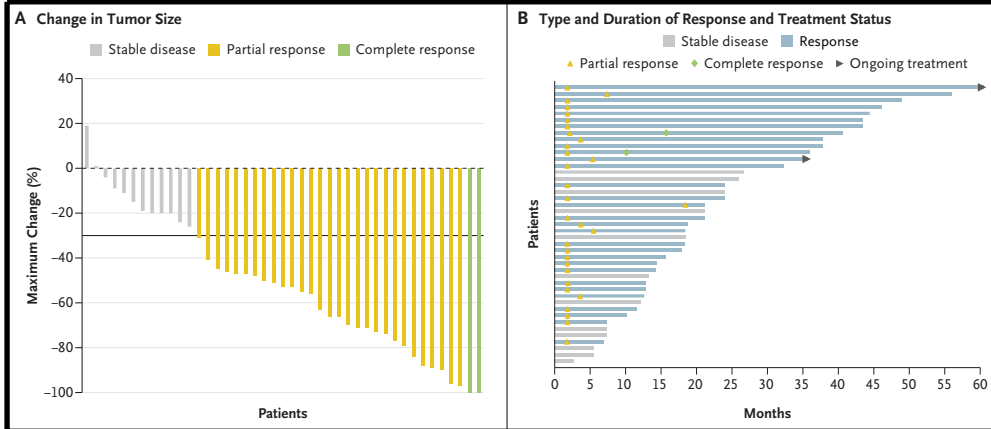 A Change in Tumor Size
Stable disease Partial response Complete response
40
20
0
−20
−40
−60
−80
−100
Maximum Change (%)
Patients
B Type and Duration of Response and Treatment Status
Stable disease Response
Partial response Complete response Ongoing treatment
Patients
0 5 10 15 20 25 30 35 40 45 50 55 60
Months